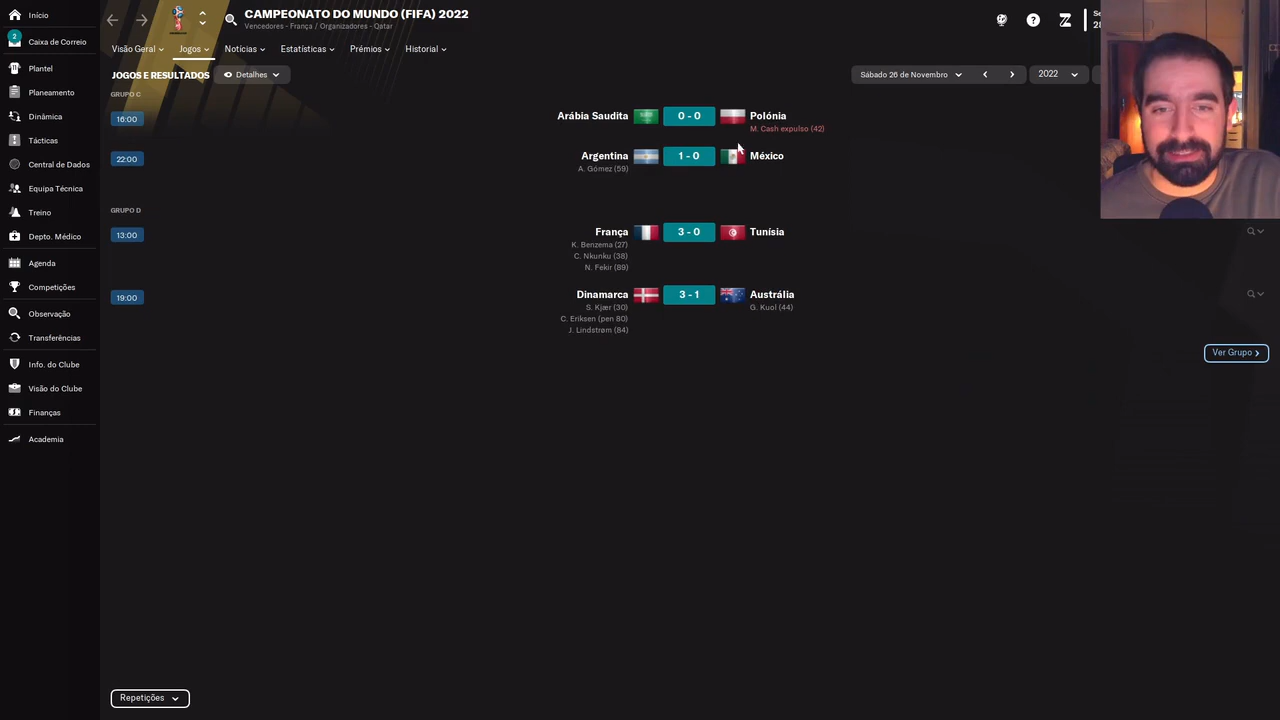 CAMPEONATO DO MUNDO (FIFA) 2022
Vencedores - França / Organizadores - Qatar
Visão Geral
Jogos
Notícias
Estatísticas
Prémios
Historial
Início
2
Caixa de Correio
Plantel
Planeamento
Dinâmica
Tácticas
Central de Dados
Equipa Técnica
Treino
Depto. Médico
Agenda
Competições
Observação
Transferências
Info. do Clube
Visão do Clube
Finanças
Academia
JOGOS E RESULTADOS
Detalhes
Sábado 26 de Novembro
2022
GRUPO C
16:00
Arábia Saudita 0 - 0 Polónia
M. Cash expulso (42)
22:00
Argentina 1 - 0 México
A. Gómez (59)
GRUPO D
13:00
França 3 - 0 Tunísia
K. Benzema (27)
C. Nkunku (38)
N. Fekir (89)
19:00
Dinamarca 3 - 1 Austrália
S. Kjær (30)
G. Kuol (44)
C. Eriksen (pen 80)
J. Lindstrøm (84)
Ver Grupo
Repetições